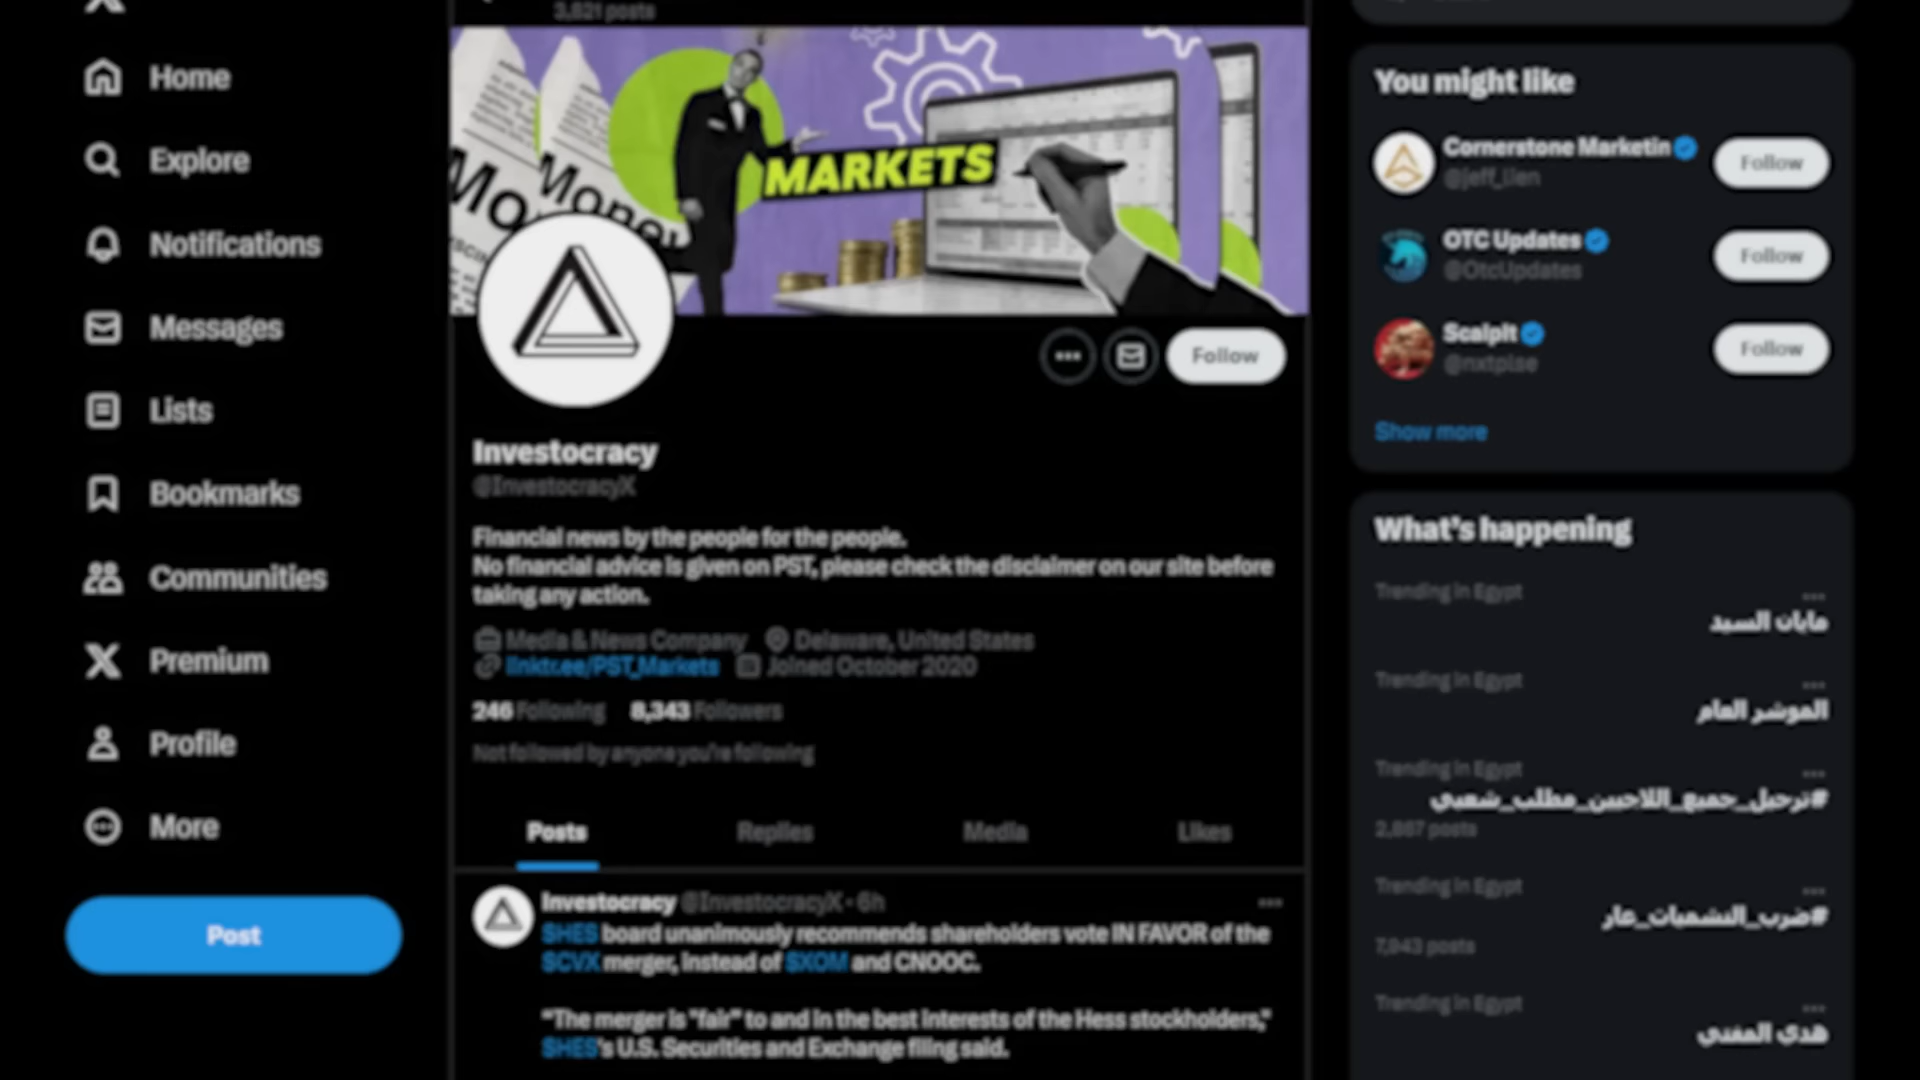 Home
Explore
Notifications
Messages
Lists
Bookmarks
Communities
Premium
Profile
More
Post
3,821 posts
Money
MARKETS
Follow
Investocracy
@InvestocracyX
Financial news by the people for the people.
No financial advice is given on PST, please check the disclaimer on our site before
taking any action.
Media & News Company Delaware, United States
linktr.ee/PST_Markets Joined October 2020
246 Following 8,343 Followers
Not followed by anyone you're following
Posts Replies Media Likes
Investocracy @InvestocracyX · 6h
$HES board unanimously recommends shareholders vote IN FAVOR of the
$CVX merger, instead of $XOM and CNOOC.
"The merger is "fair" to and in the best interests of the Hess stockholders,"
$HES's U.S. Securities and Exchange filing said.
You might like
Cornerstone Marketin
@jeff_lien
Follow
OTC Updates
@OtcUpdates
Follow
Scalpit
@nxtplse
Follow
Show more
What's happening
Trending in Egypt
مايات السيد
Trending in Egypt
الموشر العام
Trending in Egypt
#ترحيل_جميع_اللاجيين_مطلب_شعبي
2,867 posts
Trending in Egypt
#ضرب_النشميات_عار
7,943 posts
Trending in Egypt
هدى المفتي